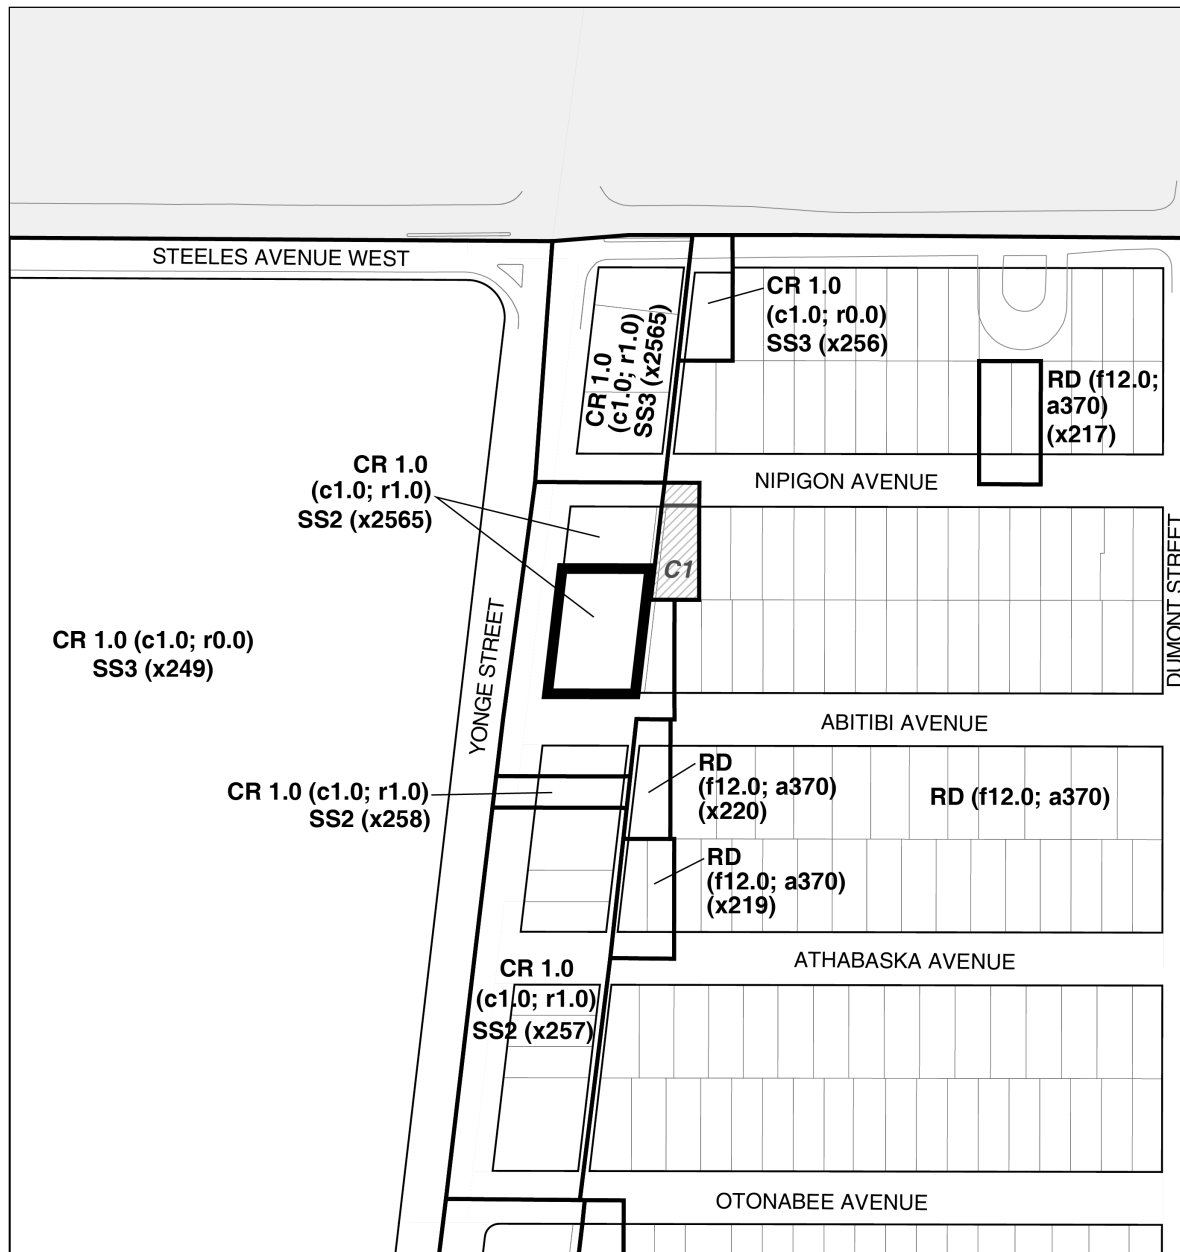 STEELES AVENUE WEST
CR 1.0
(c1.0; r1.0)
SS3 (x2565)
CR 1.0
(c1.0; r0.0)
SS3 (x256)
RD (f12.0;
a370)
(x217)
CR 1.0
(c1.0; r1.0)
SS2 (x2565)
NIPIGON AVENUE
C1
DUMONT STREET
YONGE STREET
CR 1.0 (c1.0; r0.0)
SS3 (x249)
ABITIBI AVENUE
CR 1.0 (c1.0; r1.0)
SS2 (x258)
RD
(f12.0; a370)
(x220)
RD (f12.0; a370)
RD
(f12.0; a370)
(x219)
ATHABASKA AVENUE
CR 1.0
(c1.0; r1.0)
SS2 (x257)
OTONABEE AVENUE